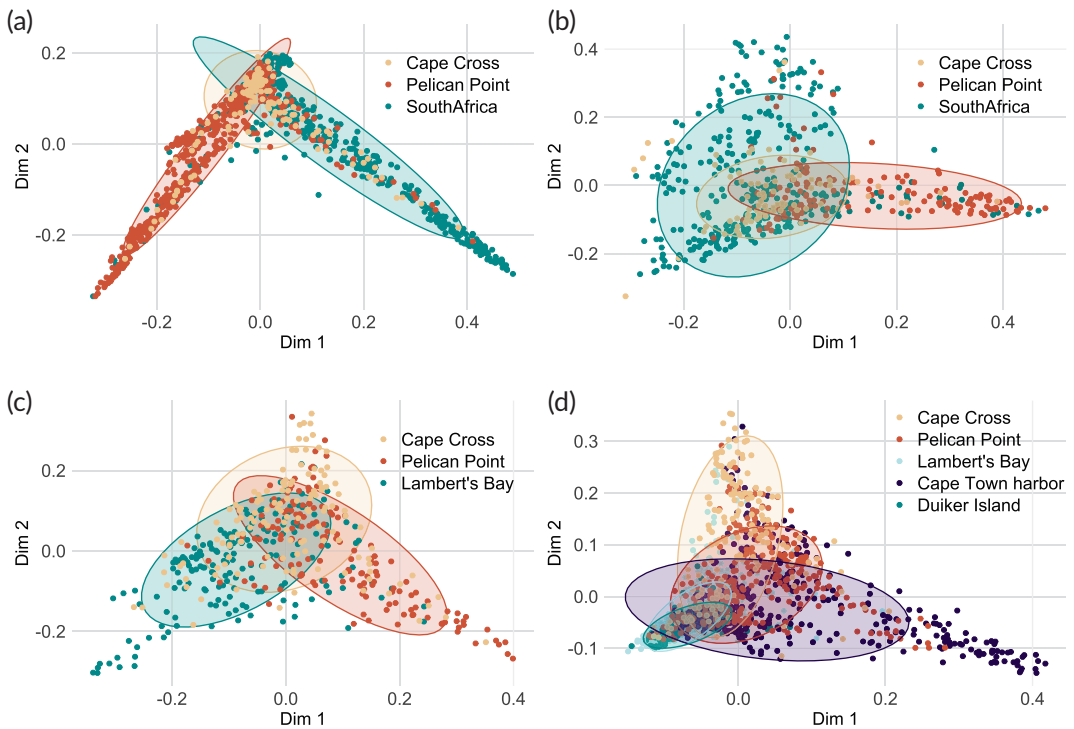 (a)
0.2
0.0
-0.2
Dim 2
-0.2
0.0
0.2
0.4
Dim 1
Cape Cross
Pelican Point
SouthAfrica
(b)
0.4
0.2
0.0
-0.2
Dim 2
-0.2
0.0
0.2
0.4
Dim 1
Cape Cross
Pelican Point
SouthAfrica
(c)
0.2
0.0
-0.2
Dim 2
-0.2
0.0
0.2
0.4
Dim 1
Cape Cross
Pelican Point
Lambert's Bay
(d)
0.3
0.2
0.1
0.0
-0.1
Dim 2
0.0
0.2
0.4
Dim 1
Cape Cross
Pelican Point
Lambert's Bay
Cape Town harbor
Duiker Island